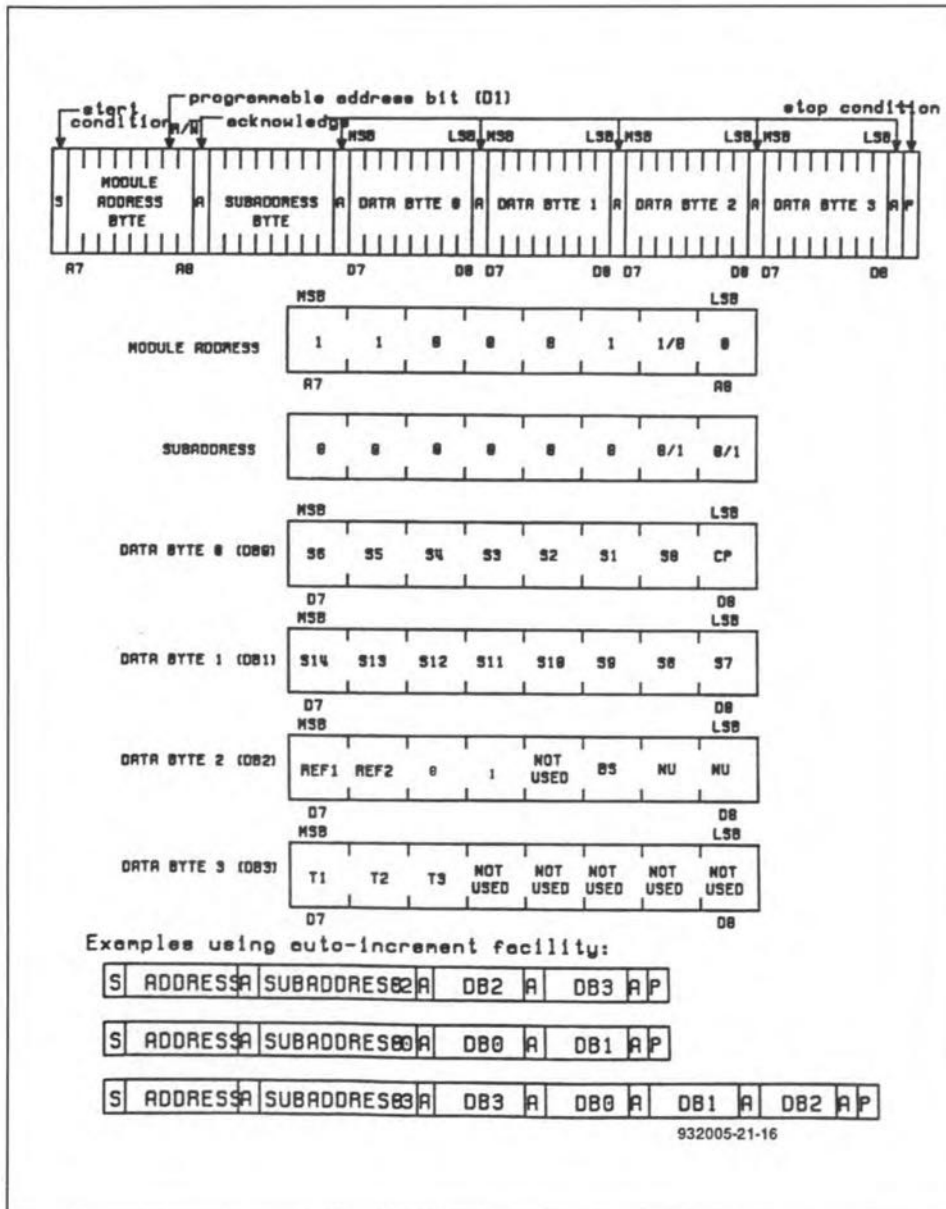 start condition
programmable address bit (D1)
R/W
acknowledge
stop condition
MSB LSB MSB LSB MSB LSB MSB LSB
S MODULE ADDRESS BYTE A SUBADDRESS BYTE A DATA BYTE 0 A DATA BYTE 1 A DATA BYTE 2 A DATA BYTE 3 A P
A7 A0 D7 D0 D7 D0 D7 D0 D7 D0
MSB LSB
MODULE ADDRESS 1 1 0 0 0 1 1/0 0
A7 A0
SUBADDRESS 0 0 0 0 0 0 0/1 0/1
MSB LSB
DATA BYTE 0 (DB0) S6 S5 S4 S3 S2 S1 S0 CP
D7 D0
MSB LSB
DATA BYTE 1 (DB1) S14 S13 S12 S11 S10 S9 S8 S7
D7 D0
MSB LSB
DATA BYTE 2 (DB2) REF1 REF2 0 1 NOT USED BS NU NU
D7 D0
MSB LSB
DATA BYTE 3 (DB3) T1 T2 T3 NOT USED NOT USED NOT USED NOT USED NOT USED
D7 D0
Examples using auto-increment facility:
S ADDRESS A SUBADDRES02 A DB2 A DB3 A P
S ADDRESS A SUBADDRES00 A DB0 A DB1 A P
S ADDRESS A SUBADDRES03 A DB3 A DB0 A DB1 A DB2 A P
932005-21-16